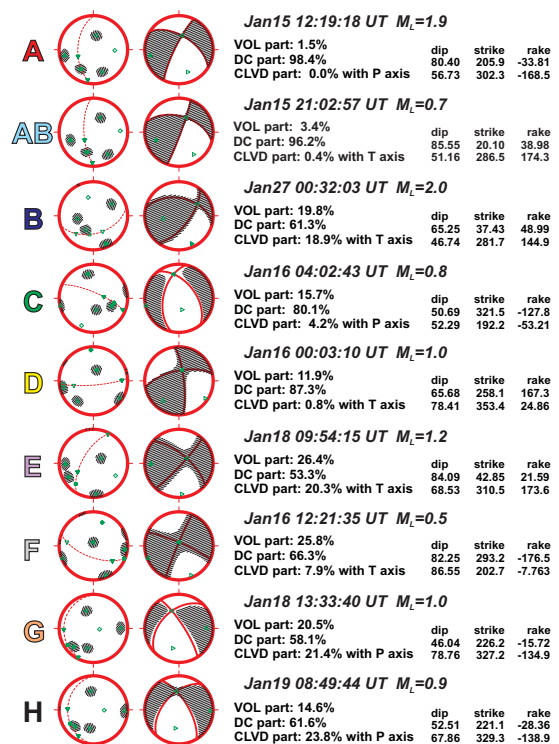 A
Jan15 12:19:18 UT ML=1.9
VOL part: 1.5%
DC part: 98.4%
CLVD part: 0.0% with P axis
dip strike rake
80.40 205.9 -33.81
56.73 302.3 -168.5
AB
Jan15 21:02:57 UT ML=0.7
VOL part: 3.4%
DC part: 96.2%
CLVD part: 0.4% with T axis
dip strike rake
85.55 20.10 38.98
51.16 286.5 174.3
B
Jan27 00:32:03 UT ML=2.0
VOL part: 19.8%
DC part: 61.3%
CLVD part: 18.9% with T axis
dip strike rake
65.25 37.43 48.99
46.74 281.7 144.9
C
Jan16 04:02:43 UT ML=0.8
VOL part: 15.7%
DC part: 80.1%
CLVD part: 4.2% with P axis
dip strike rake
50.69 321.5 -127.8
52.29 192.2 -53.21
D
Jan16 00:03:10 UT ML=1.0
VOL part: 11.9%
DC part: 87.3%
CLVD part: 0.8% with T axis
dip strike rake
65.68 258.1 167.3
78.41 353.4 24.86
E
Jan18 09:54:15 UT ML=1.2
VOL part: 26.4%
DC part: 53.3%
CLVD part: 20.3% with T axis
dip strike rake
84.09 42.85 21.59
68.53 310.5 173.6
F
Jan16 12:21:35 UT ML=0.5
VOL part: 25.8%
DC part: 66.3%
CLVD part: 7.9% with T axis
dip strike rake
82.25 293.2 -176.5
86.55 202.7 -7.763
G
Jan18 13:33:40 UT ML=1.0
VOL part: 20.5%
DC part: 58.1%
CLVD part: 21.4% with P axis
dip strike rake
46.04 226.2 -15.72
78.76 327.2 -134.9
H
Jan19 08:49:44 UT ML=0.9
VOL part: 14.6%
DC part: 61.6%
CLVD part: 23.8% with P axis
dip strike rake
52.51 221.1 -28.36
67.86 329.3 -138.9